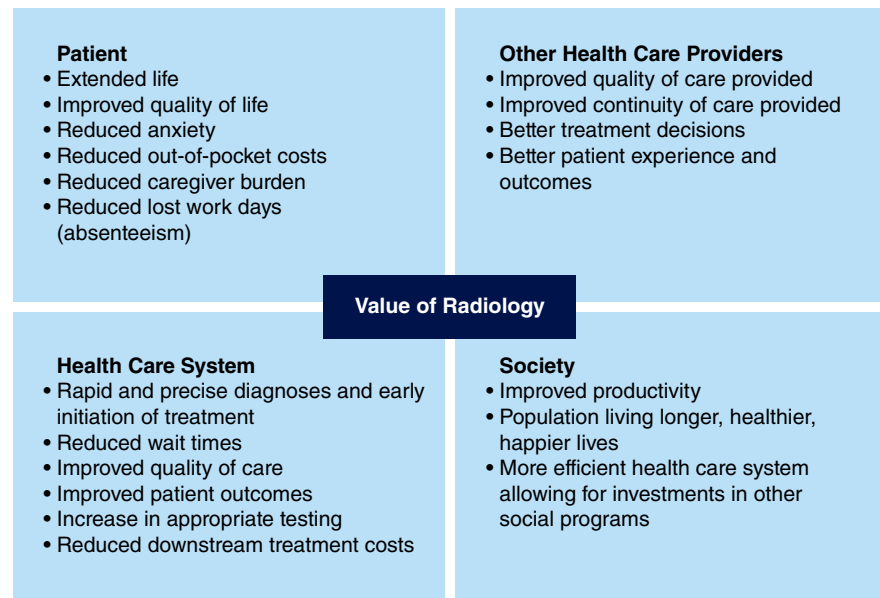 Patient
• Extended life
• Improved quality of life
• Reduced anxiety
• Reduced out-of-pocket costs
• Reduced caregiver burden
• Reduced lost work days
(absenteeism)
Other Health Care Providers
• Improved quality of care provided
• Improved continuity of care provided
• Better treatment decisions
• Better patient experience and
outcomes
Value of Radiology
Health Care System
• Rapid and precise diagnoses and early
initiation of treatment
• Reduced wait times
• Improved quality of care
• Improved patient outcomes
• Increase in appropriate testing
• Reduced downstream treatment costs
Society
• Improved productivity
• Population living longer, healthier,
happier lives
• More efficient health care system
allowing for investments in other
social programs